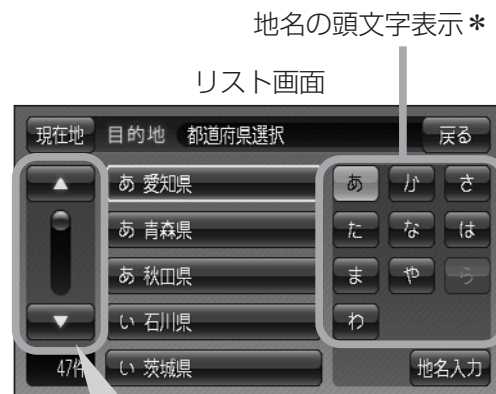 地名の頭文字表示＊
リスト画面
現在地 目的地 都道府県選択 戻る
▲ あ 愛知県 あ か さ
あ 青森県 た な は
あ 秋田県 ま や ら
▼ い 石川県 わ
47件 い 茨城県 地名入力